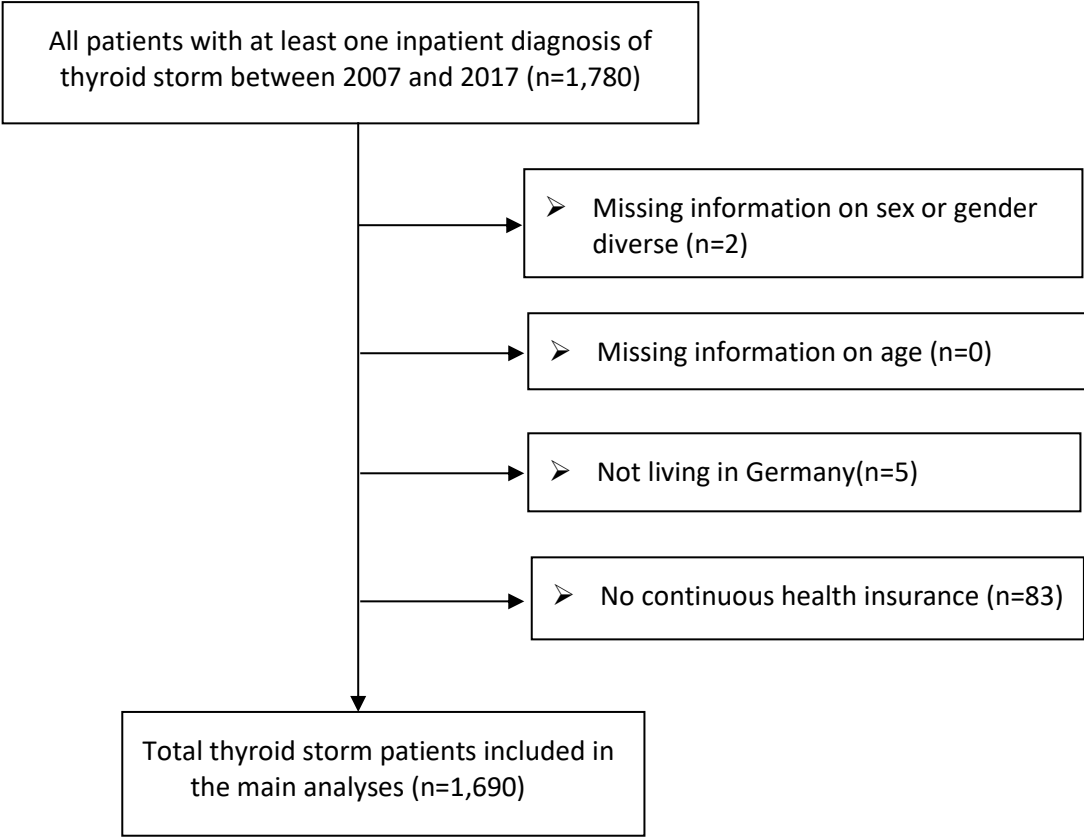 All patients with at least one inpatient diagnosis of
thyroid storm between 2007 and 2017 (n=1,780)
➢ Missing information on sex or gender
diverse (n=2)
➢ Missing information on age (n=0)
➢ Not living in Germany(n=5)
➢ No continuous health insurance (n=83)
Total thyroid storm patients included in
the main analyses (n=1,690)